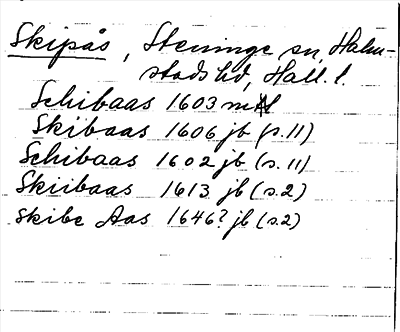 Skipås, Steninge sn, Halm-
stads hd, Hall. l.
Schibaas 1603 mtl
Skibaas 1606 jb (s.11)
Schibaas 1602 jb (s.11)
Skiibaas 1613 jb (s.2)
Skibe Aas 1646? jb (s.2)